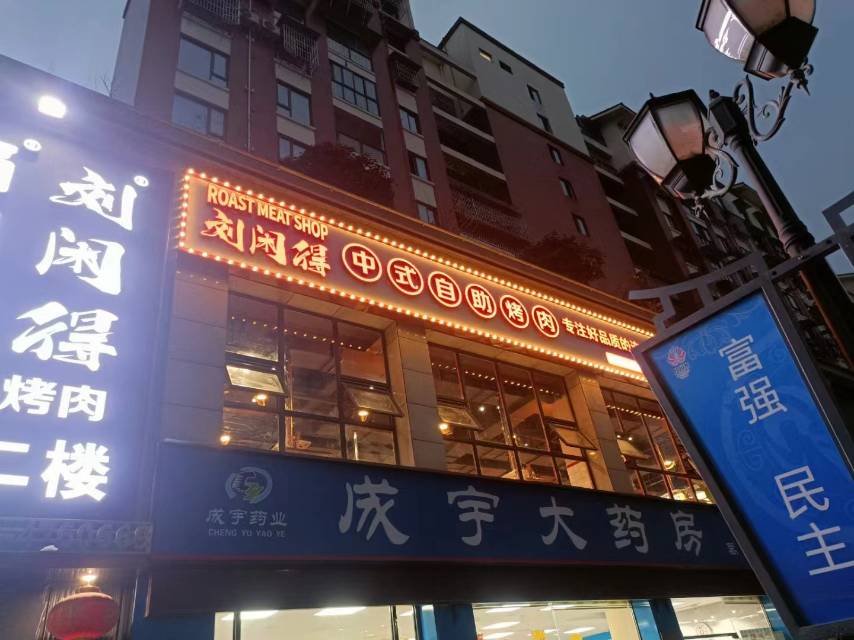 刘闲得
烤肉
二楼
ROAST MEAT SHOP
刘闲得 中式自助烤肉 专注好品质的
成宇药业
CHENG YU YAO YE
成宇大药房
富强
民主